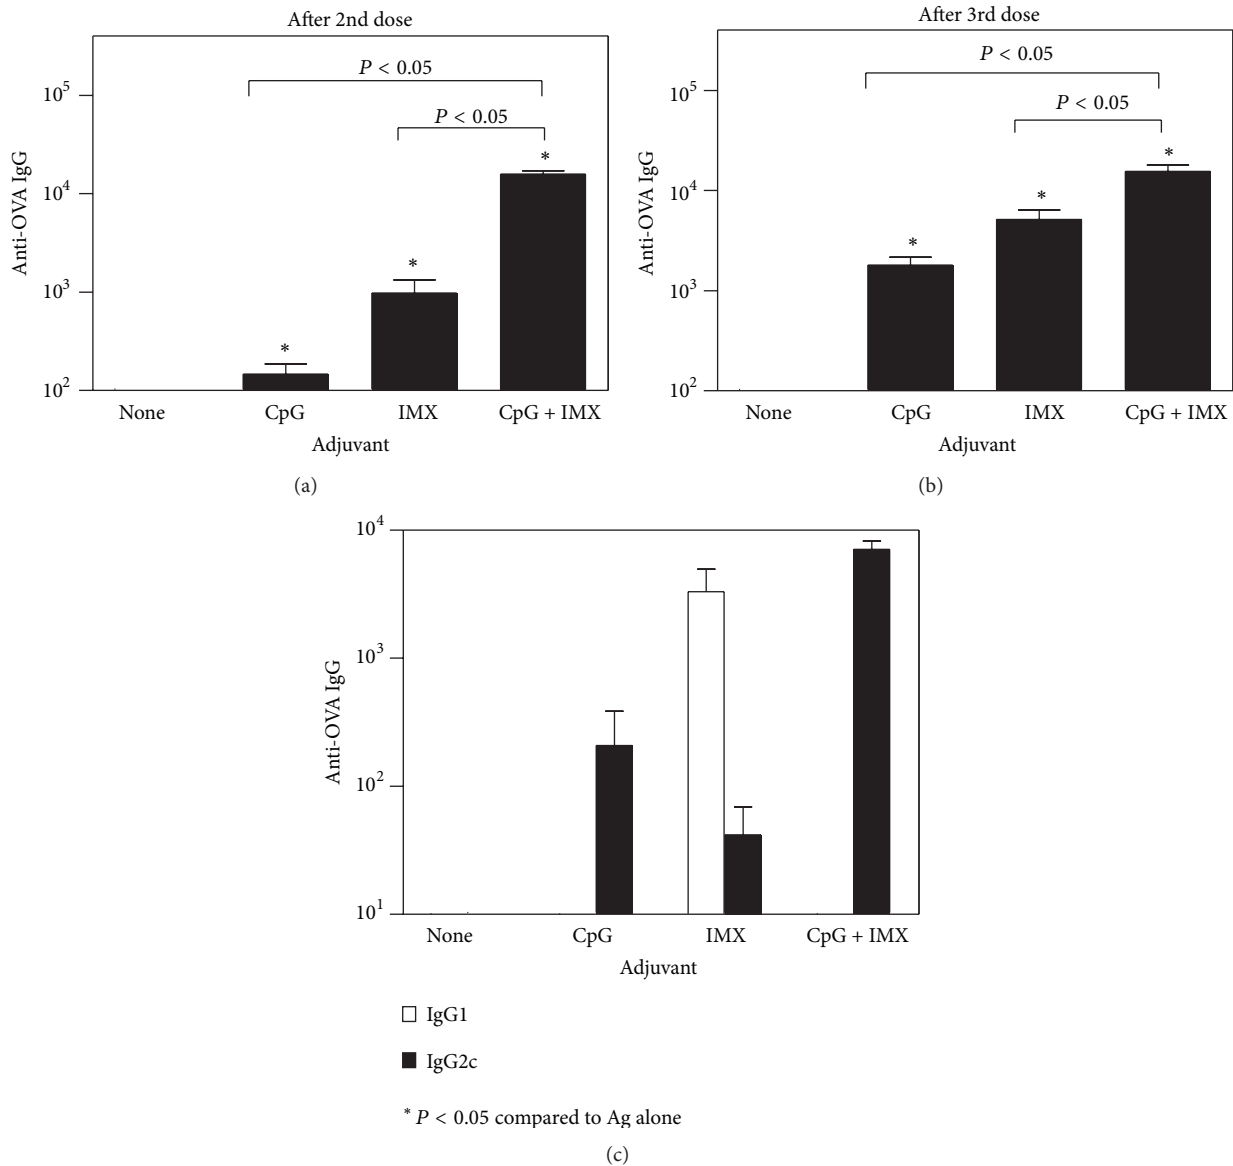 After 2nd dose
P < 0.05
P < 0.05
10^5
10^4
10^3
10^2
Anti-OVA IgG
*
*
*
None CpG IMX CpG + IMX
Adjuvant
(a)
After 3rd dose
P < 0.05
P < 0.05
10^5
10^4
10^3
10^2
Anti-OVA IgG
*
*
*
None CpG IMX CpG + IMX
Adjuvant
(b)
10^4
10^3
10^2
10^1
Anti-OVA IgG
None CpG IMX CpG + IMX
Adjuvant
IgG1
IgG2c
* P < 0.05 compared to Ag alone
(c)